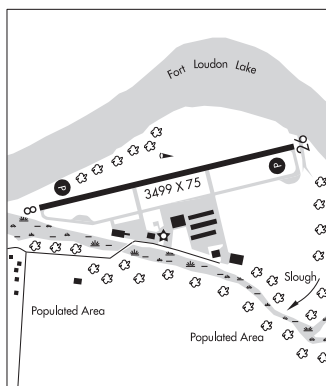 Fort Loudon Lake
26
P
P
3499 X 75
8
Slough
Populated Area
Populated Area